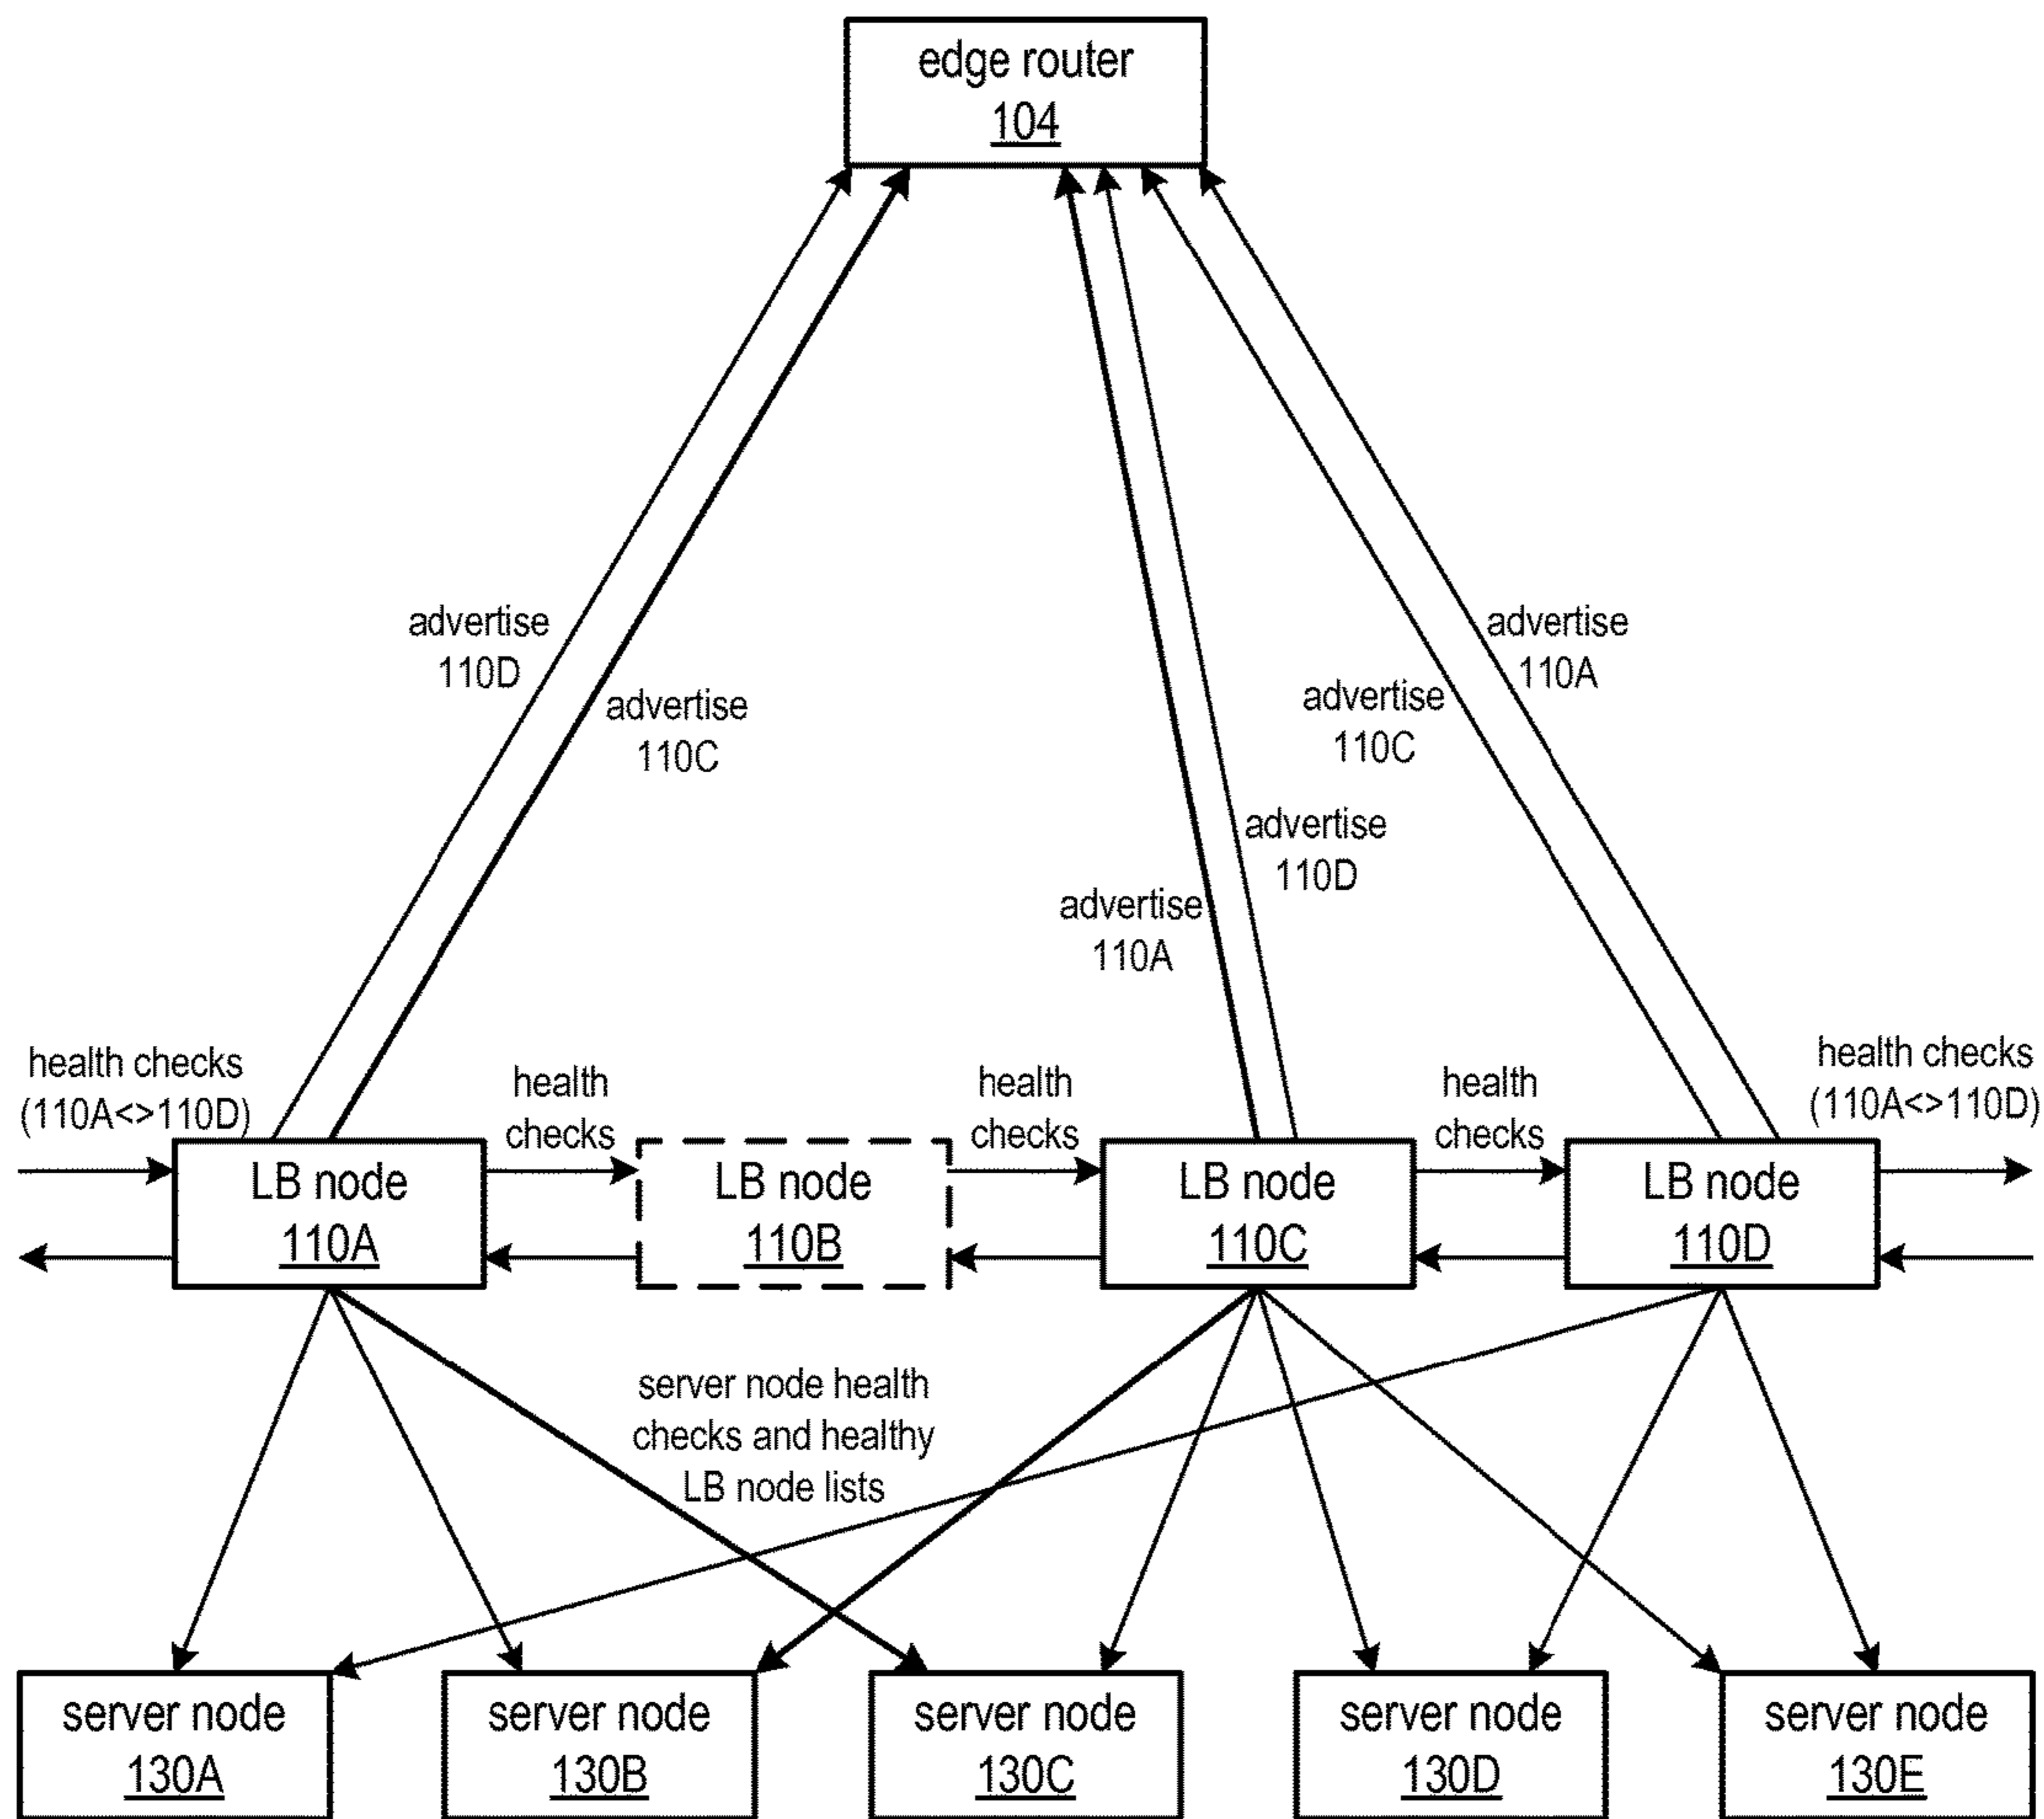 edge router
104
advertise
110D
advertise
110C
advertise
110A
advertise
110C
advertise
110D
advertise
110A
health checks
(110A<>110D)
health
checks
health
checks
health
checks
health checks
(110A<>110D)
LB node
110A
LB node
110B
LB node
110C
LB node
110D
server node health
checks and healthy
LB node lists
server node
130A
server node
130B
server node
130C
server node
130D
server node
130E